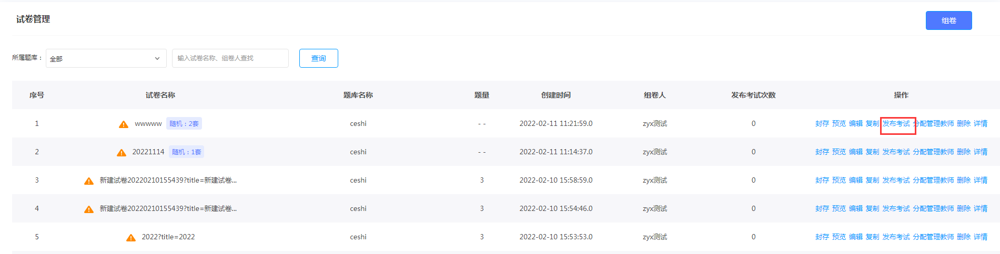 试卷管理
组卷
所属题库： 全部 输入试卷名称、组卷人查找 查询
序号 试卷名称 题库名称 题量 创建时间 组卷人 发布考试次数 操作
1 wwwww 随机：2套 ceshi - - 2022-02-11 11:21:59.0 zyx测试 0 封存 预览 编辑 复制 发布考试 分配管理教师 删除 详情
2 20221114 随机：1套 ceshi - - 2022-02-11 11:14:37.0 zyx测试 0 封存 预览 编辑 复制 发布考试 分配管理教师 删除 详情
3 新建试卷20220210155439?title=新建试卷... ceshi 3 2022-02-10 15:58:59.0 zyx测试 0 封存 预览 编辑 复制 发布考试 分配管理教师 删除 详情
4 新建试卷20220210155439?title=新建试卷... ceshi 3 2022-02-10 15:54:46.0 zyx测试 0 封存 预览 编辑 复制 发布考试 分配管理教师 删除 详情
5 2022?title=2022 ceshi 3 2022-02-10 15:53:53.0 zyx测试 0 封存 预览 编辑 复制 发布考试 分配管理教师 删除 详情